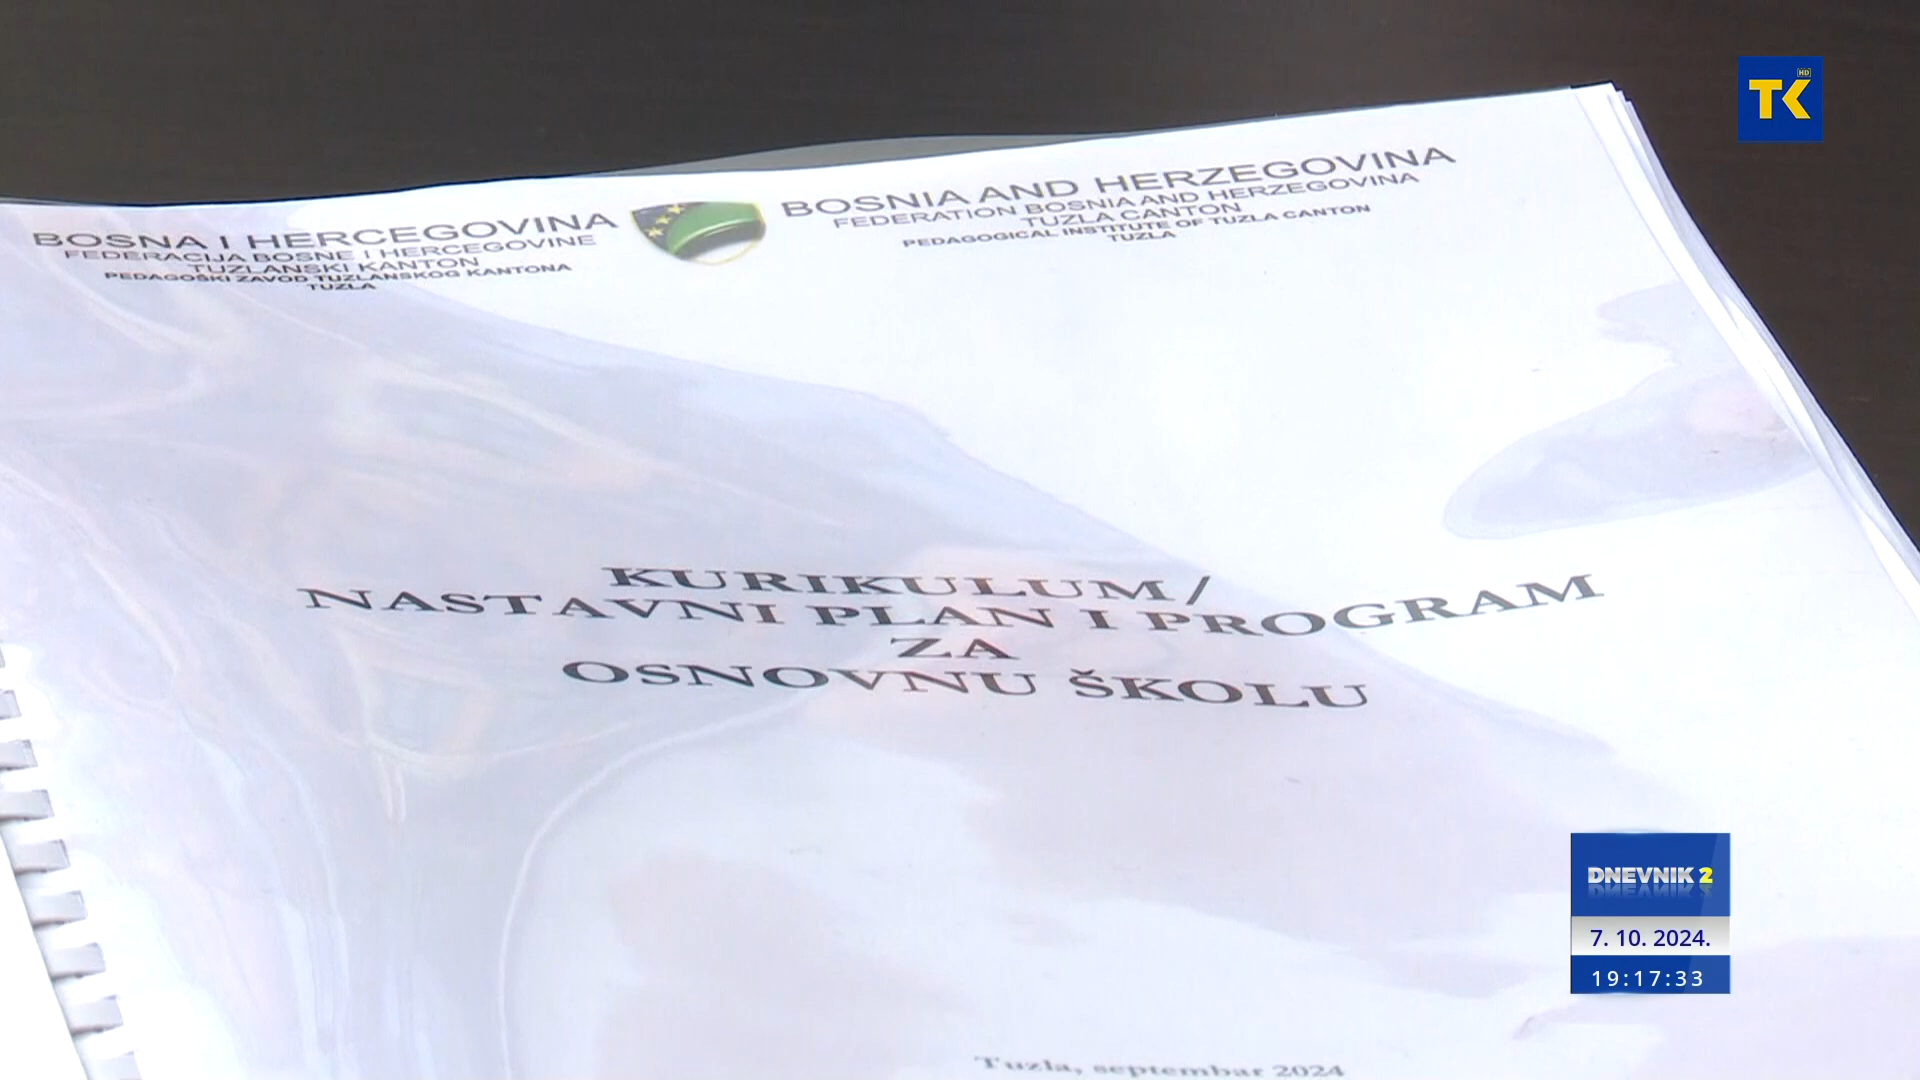 TK HD
BOSNA I HERCEGOVINA
FEDERACIJA BOSNE I HERCEGOVINE
TUZLANSKI KANTON
PEDAGOŠKI ZAVOD TUZLANSKOG KANTONA
TUZLA
BOSNIA AND HERZEGOVINA
FEDERATION BOSNIA AND HERZEGOVINA
TUZLA CANTON
PEDAGOGICAL INSTITUTE OF TUZLA CANTON
TUZLA
KURIKULUM/
NASTAVNI PLAN I PROGRAM
ZA
OSNOVNU ŠKOLU
Tuzla, septembar 2024
DNEVNIK 2
7. 10. 2024.
19:17:33